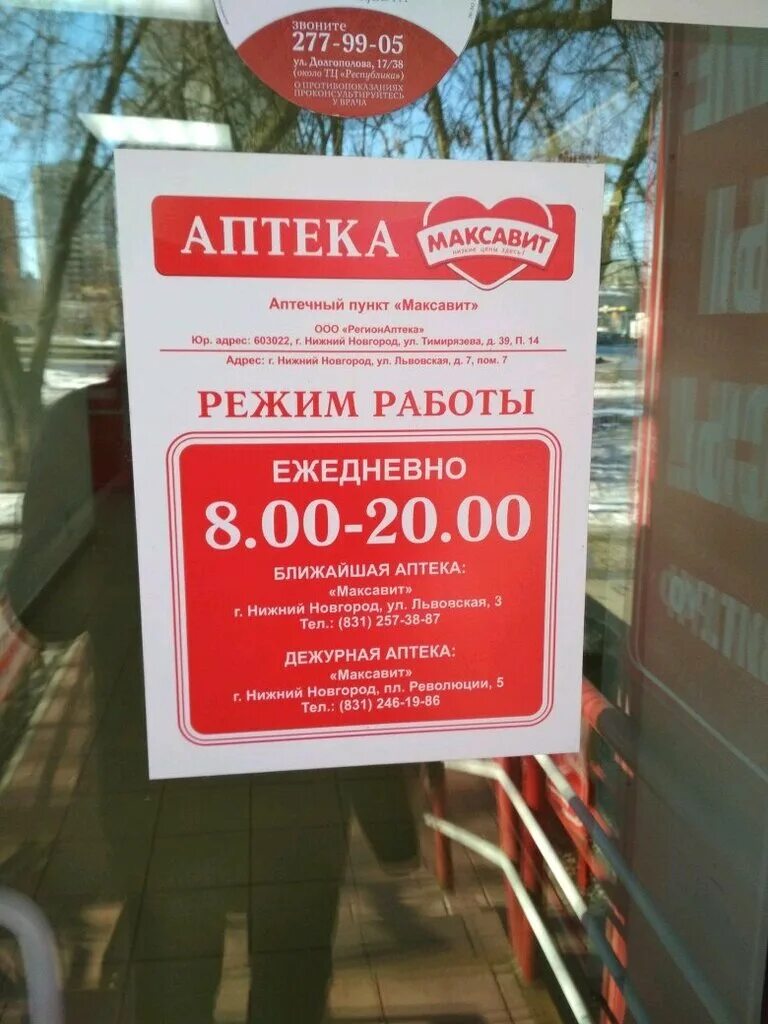 звоните
277-99-05
ул. Долгополова, 17/38
(около ТЦ «Республика»)
О ПРОТИВОПОКАЗАНИЯХ
ПРОКОНСУЛЬТИРУЙТЕСЬ
У ВРАЧА
АПТЕКА
МАКСАВИТ
НИЗКИЕ ЦЕНЫ ЗДЕСЬ!
Аптечный пункт «Максавит»
ООО «РегионАптека»
Юр. адрес: 603022, г. Нижний Новгород, ул. Тимирязева, д. 39, П. 14
Адрес: г. Нижний Новгород, ул. Львовская, д. 7, пом. 7
РЕЖИМ РАБОТЫ
ЕЖЕДНЕВНО
8.00-20.00
БЛИЖАЙШАЯ АПТЕКА:
«Максавит»
г. Нижний Новгород, ул. Львовская, 3
Тел.: (831) 257-38-87
ДЕЖУРНАЯ АПТЕКА:
«Максавит»
г. Нижний Новгород, пл. Революции, 5
Тел.: (831) 246-19-86